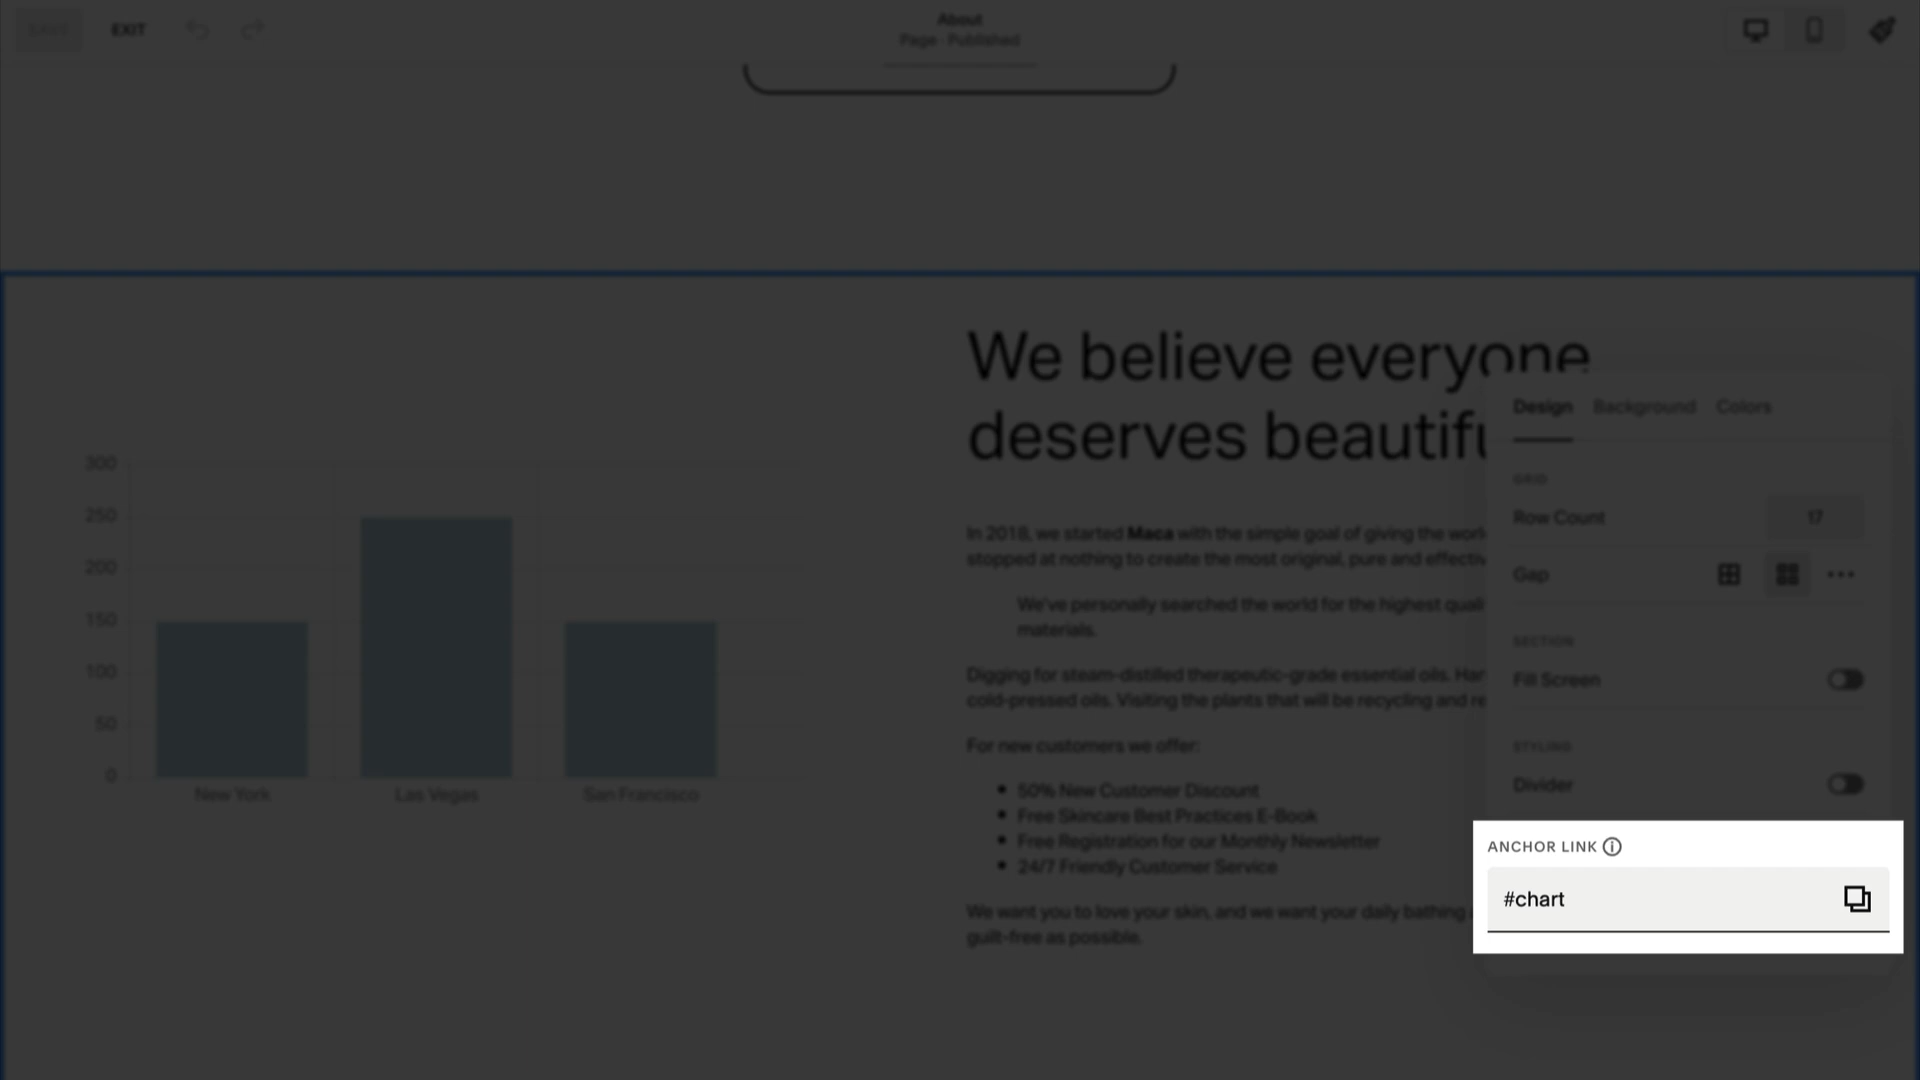 SAVE
EXIT
About
Page · Published
We believe everyone
deserves beautifu
300
250
200
150
100
50
0
New York
Las Vegas
San Francisco
In 2018, we started Maca with the simple goal of giving the worl
stopped at nothing to create the most original, pure and effectiv
We've personally searched the world for the highest quali
materials.
Digging for steam-distilled therapeutic-grade essential oils. Har
cold-pressed oils. Visiting the plants that will be recycling and re
For new customers we offer:
• 50% New Customer Discount
• Free Skincare Best Practices E-Book
• Free Registration for our Monthly Newsletter
• 24/7 Friendly Customer Service
We want you to love your skin, and we want your daily bathing
guilt-free as possible.
Design Background Colors
GRID
Row Count 17
Gap
SECTION
Fill Screen
STYLING
Divider
ANCHOR LINK
#chart